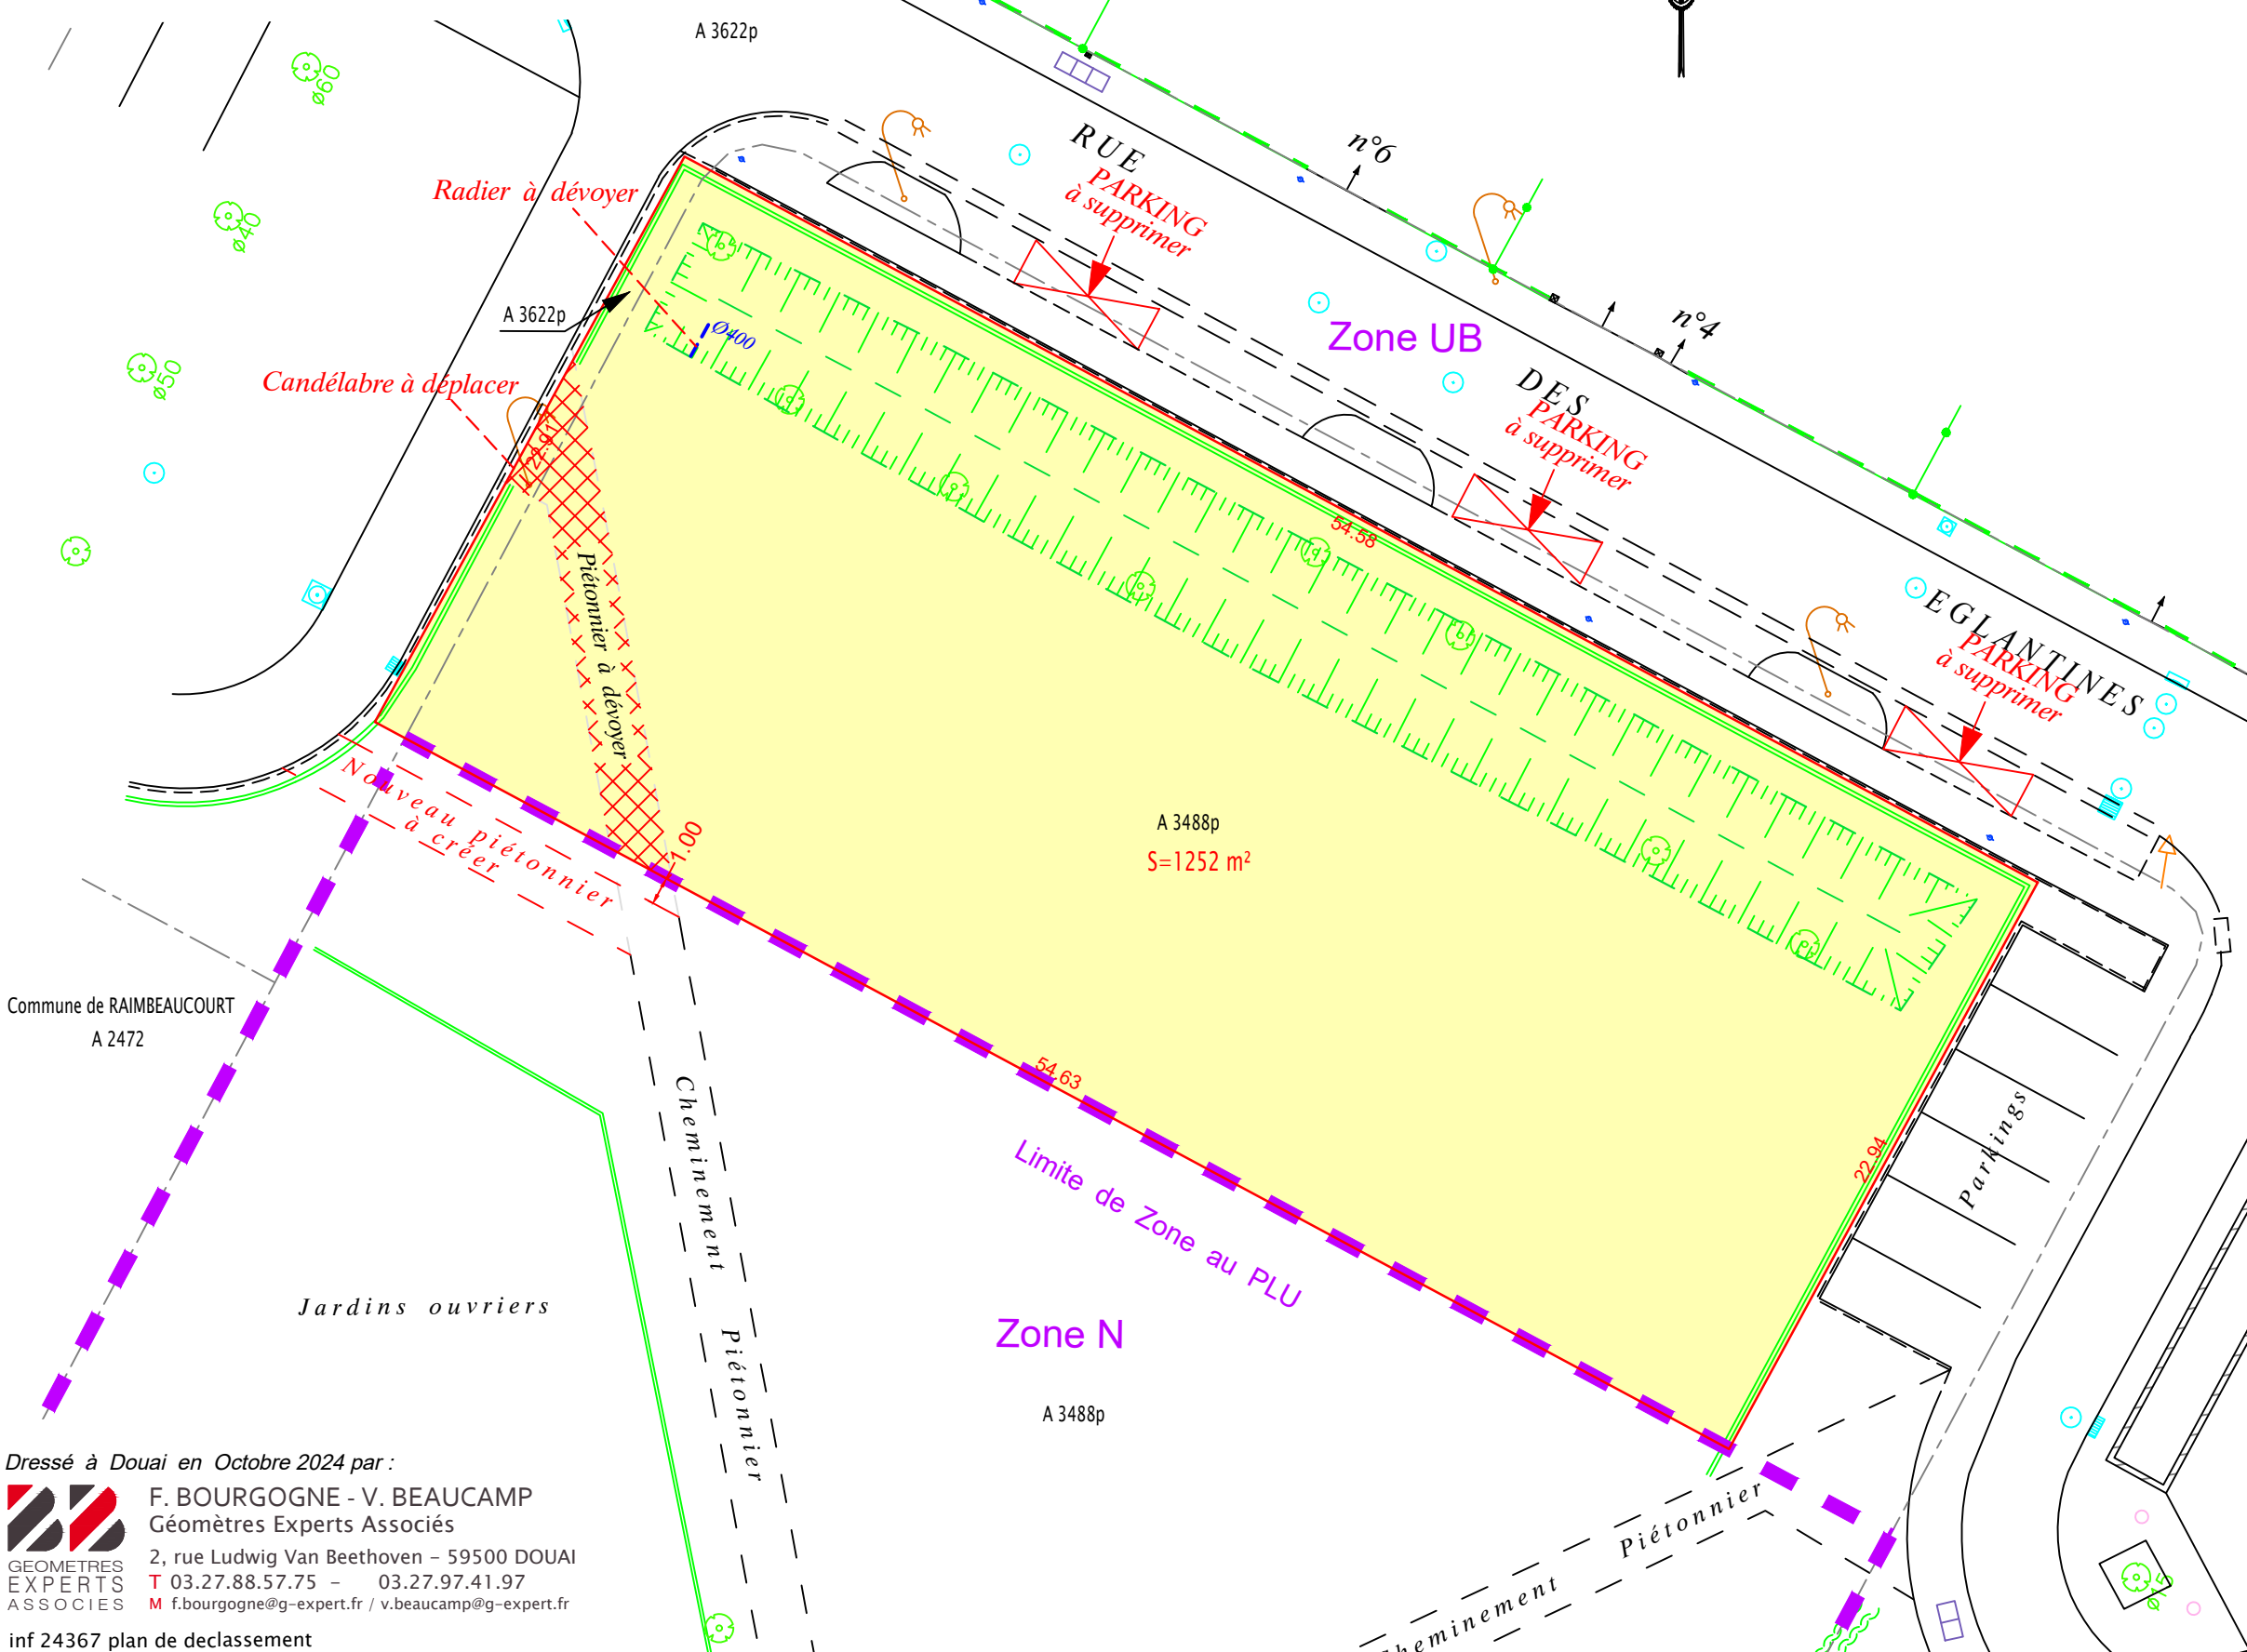 A 3622p
ø60
ø40
ø50
RUE
n°6
PARKING
à supprimer
Radier à dévoyer
A 3622p
Ø400
Zone UB
n°4
Candélabre à déplacer
DES
PARKING
à supprimer
54.58
Piétonnier à dévoyer
EGLANTINES
PARKING
à supprimer
Nouveau piétonnier
à créer
1.00
A 3488p
S=1252 m²
Commune de RAIMBEAUCOURT
A 2472
54.63
22.94
Parkings
Limite de Zone au PLU
Cheminement Piétonnier
Jardins ouvriers
Zone N
A 3488p
Piétonnier
Dressé à Douai en Octobre 2024 par :
F. BOURGOGNE - V. BEAUCAMP
Géomètres Experts Associés
2, rue Ludwig Van Beethoven – 59500 DOUAI
T 03.27.88.57.75 – 03.27.97.41.97
M f.bourgogne@g-expert.fr / v.beaucamp@g-expert.fr
GEOMETRES
EXPERTS
ASSOCIES
inf 24367 plan de declassement